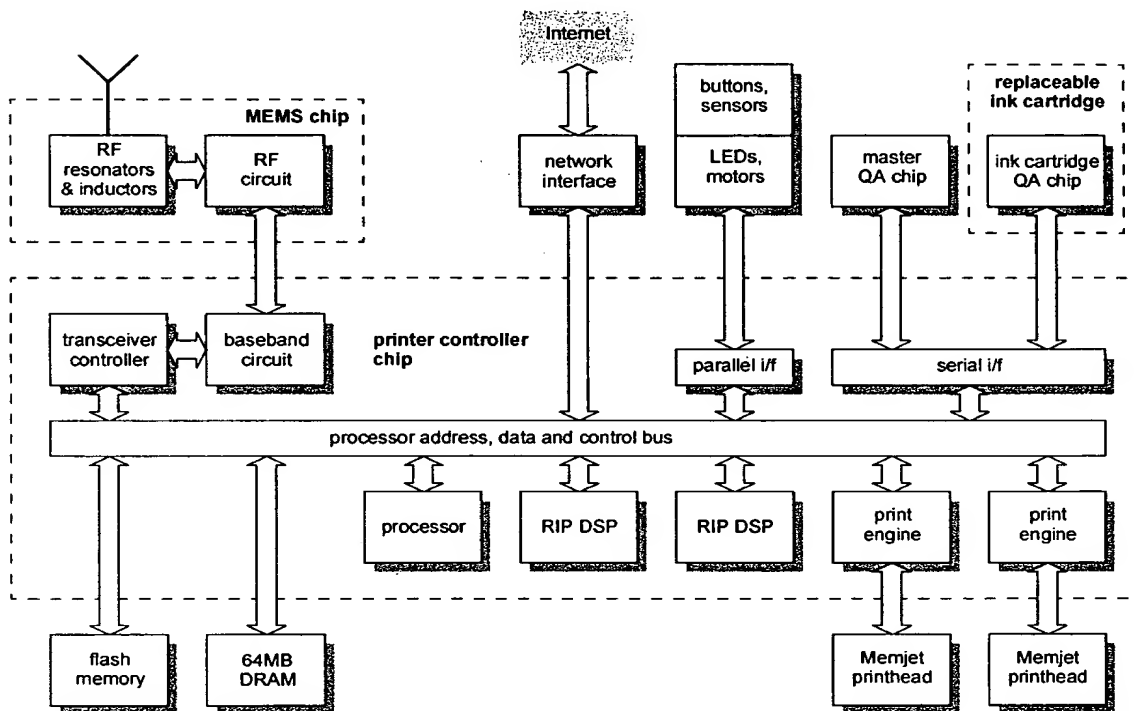 Internet
MEMS chip
RF
resonators
& inductors
RF
circuit
network
interface
buttons,
sensors
LEDs,
motors
master
QA chip
replaceable
ink cartridge
ink cartridge
QA chip
transceiver
controller
baseband
circuit
printer controller
chip
parallel i/f
serial i/f
processor address, data and control bus
processor
RIP DSP
RIP DSP
print
engine
print
engine
flash
memory
64MB
DRAM
Memjet
printhead
Memjet
printhead